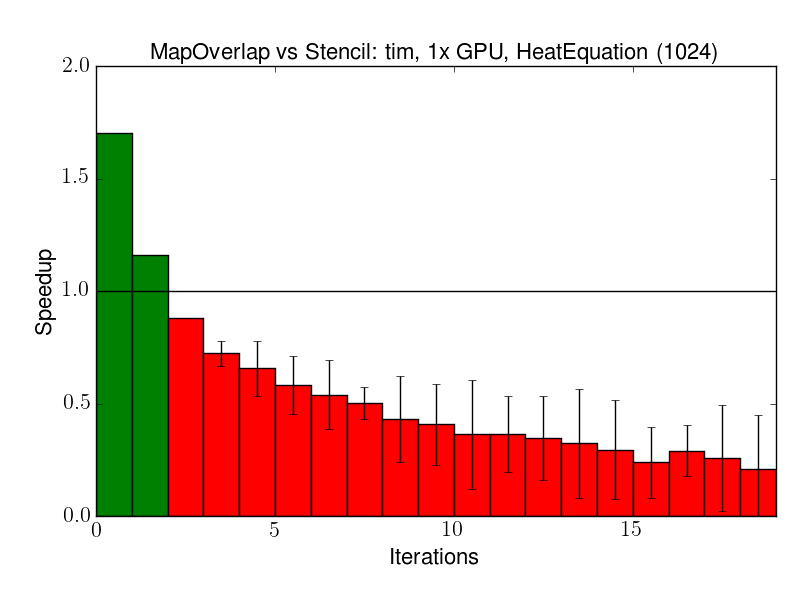 MapOverlap vs Stencil: tim, 1x GPU, HeatEquation (1024)
2.0
1.5
1.0
0.5
0.0
Speedup
0 5 10 15
Iterations